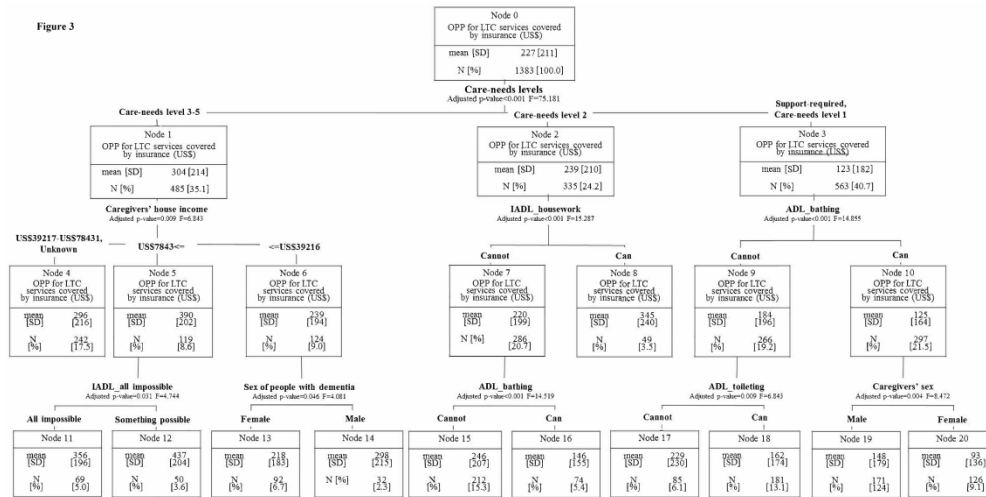 Figure 3
Node 0
OPP for LTC services covered
by insurance (US$)
mean [SD] 227 [211]
N [%] 1383 [100.0]
Care-needs levels
Adjusted p-value<0.001 F=75.181
Care-needs level 3-5
Care-needs level 2
Support-required,
Care-needs level 1
Node 1
OPP for LTC services covered
by insurance (US$)
mean [SD] 304 [214]
N [%] 485 [35.1]
Node 2
OPP for LTC services covered
by insurance (US$)
mean [SD] 239 [210]
N [%] 335 [24.2]
Node 3
OPP for LTC services covered
by insurance (US$)
mean [SD] 123 [182]
N [%] 563 [40.7]
Caregivers' house income
Adjusted p-value=0.009 F=6.843
IADL_housework
Adjusted p-value<0.001 F=15.287
ADL_bathing
Adjusted p-value<0.001 F=14.855
US$39217-US$78431,
Unknown
US$7843<=
<=US$39216
Cannot
Can
Cannot
Can
Node 4
OPP for LTC
services covered
by insurance (US$)
mean 296
[SD] [216]
N 242
[%] [17.5]
Node 5
OPP for LTC
services covered
by insurance (US$)
mean 390
[SD] [202]
N 119
[%] [8.6]
Node 6
OPP for LTC
services covered
by insurance (US$)
mean 239
[SD] [194]
N 124
[%] [9.0]
Node 7
OPP for LTC
services covered
by insurance (US$)
mean 220
[SD] [199]
N [%] 286
[20.7]
Node 8
OPP for LTC
services covered
by insurance (US$)
mean 345
[SD] [240]
N 49
[%] [3.5]
Node 9
OPP for LTC
services covered
by insurance (US$)
mean 184
[SD] [196]
N 266
[%] [19.2]
Node 10
OPP for LTC
services covered
by insurance (US$)
mean 125
[SD] [164]
N 297
[%] [21.5]
IADL_all impossible
Adjusted p-value=0.031 F=4.744
Sex of people with dementia
Adjusted p-value=0.046 F=4.081
ADL_bathing
Adjusted p-value<0.001 F=14.519
ADL_toileting
Adjusted p-value=0.009 F=6.843
Caregivers' sex
Adjusted p-value=0.004 F=8.472
All impossible
Something possible
Female
Male
Cannot
Can
Cannot
Can
Male
Female
Node 11
mean 356
[SD] [196]
N 69
[%] [5.0]
Node 12
mean 437
[SD] [204]
N 50
[%] [3.6]
Node 13
mean 218
[SD] [183]
N 92
[%] [6.7]
Node 14
mean 298
[SD] [215]
N [%] 32
[2.3]
Node 15
mean 246
[SD] [207]
N 212
[%] [15.3]
Node 16
mean 146
[SD] [155]
N 74
[%] [5.4]
Node 17
mean 229
[SD] [230]
N 85
[%] [6.1]
Node 18
mean 162
[SD] [174]
N 181
[%] [13.1]
Node 19
mean 148
[SD] [179]
N 171
[%] [124]
Node 20
mean 93
[SD] [136]
N 126
[%] [9.1]